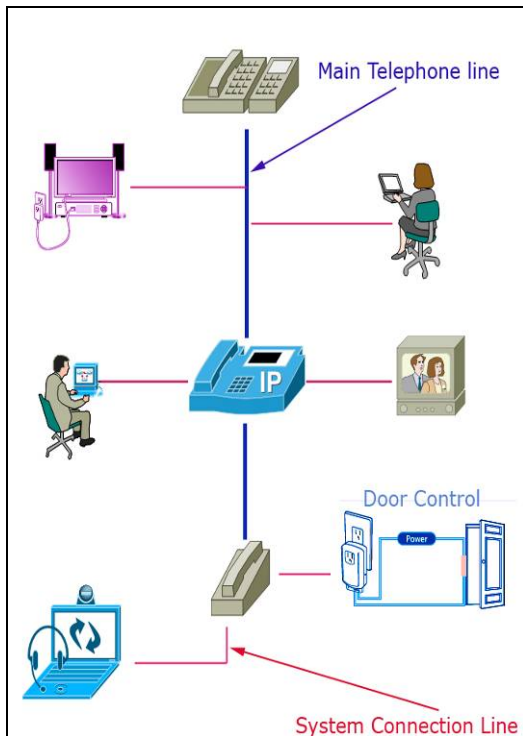 Main Telephone line
IP
Door Control
Power
System Connection Line